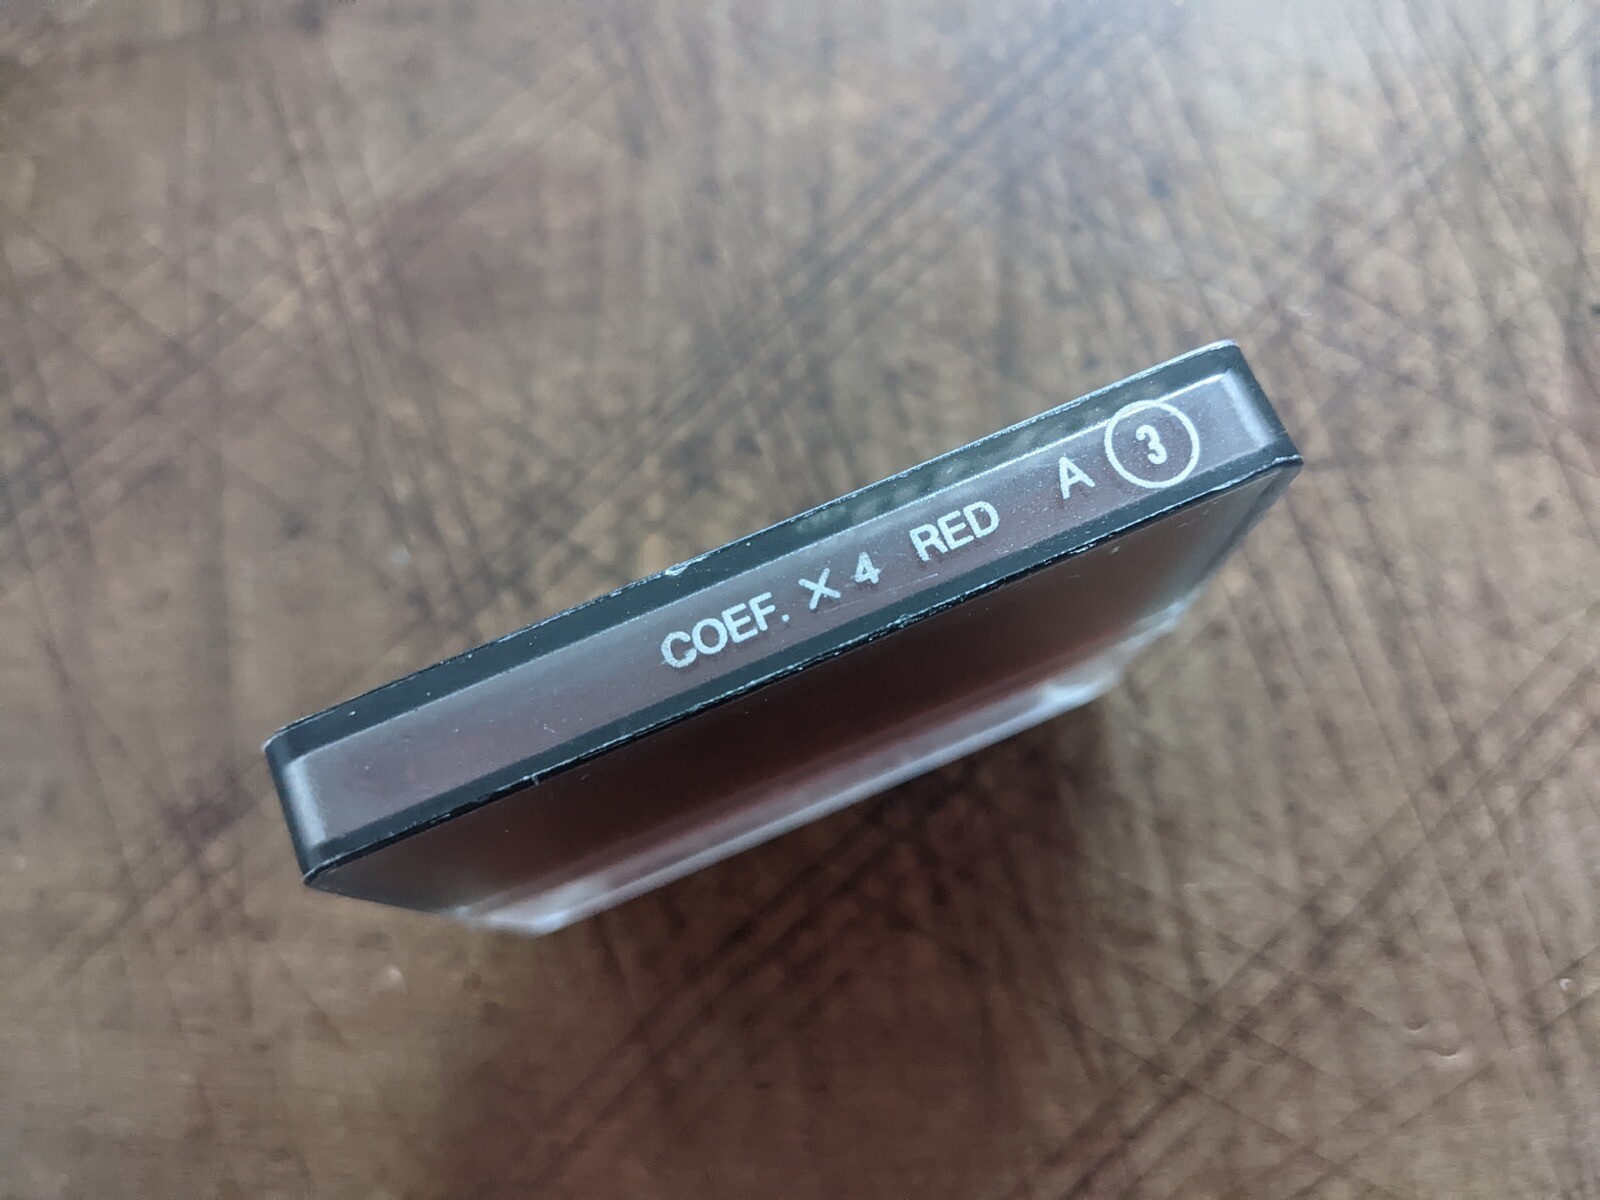 COEF. X 4 RED A 3